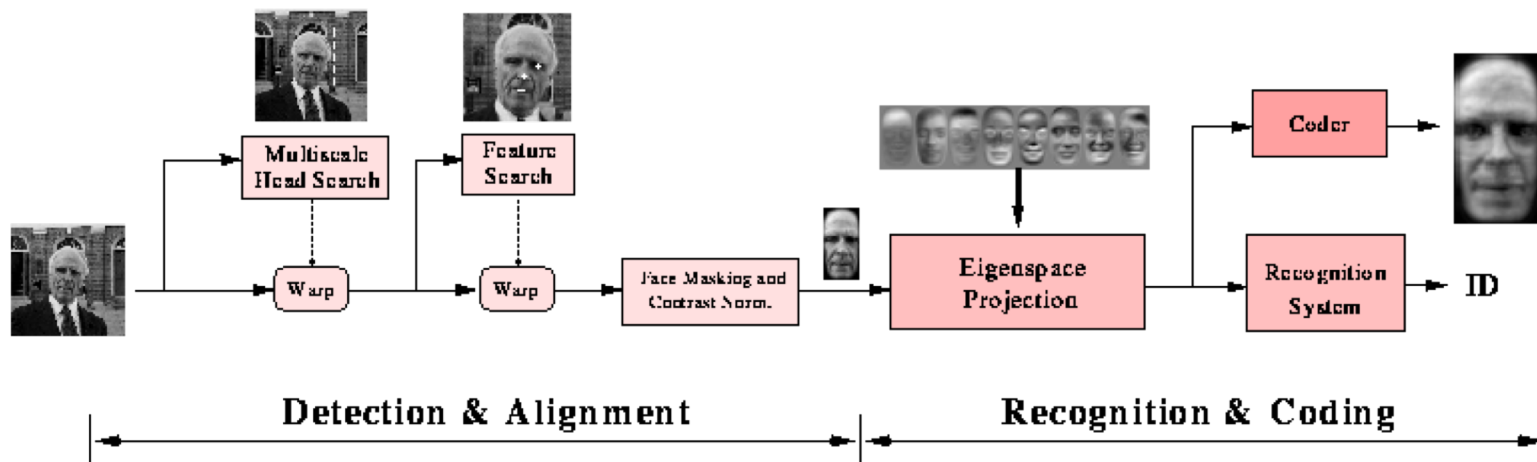 Multiscale
Head Search
Feature
Search
Coder
Warp
Warp
Face Masking and
Contrast Norm.
Eigenspace
Projection
Recognition
System
ID
Detection & Alignment
Recognition & Coding